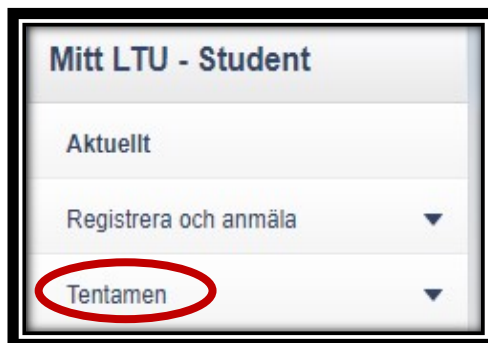 Mitt LTU - Student
Aktuellt
Registrera och anmäla
Tentamen